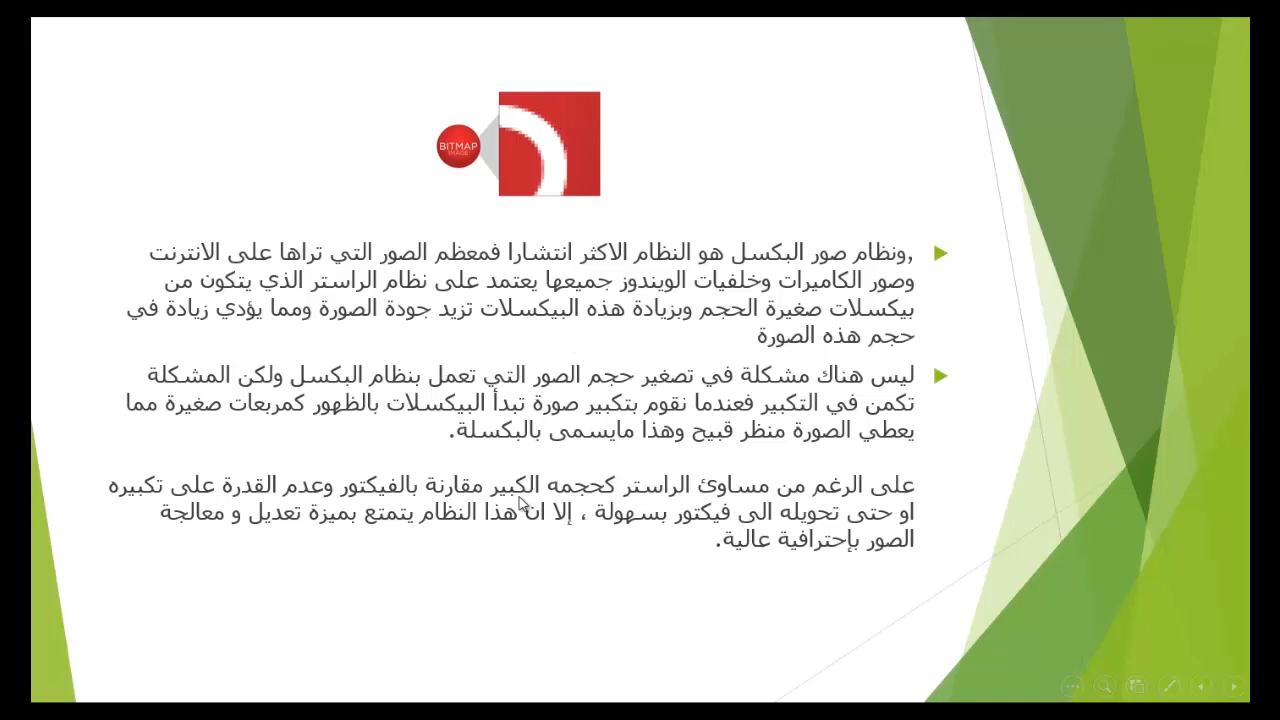 BITMAP
IMAGE
,ونظام صور البكسل هو النظام الاكثر انتشارا فمعظم الصور التي تراها على الانترنت
وصور الكاميرات وخلفيات الويندوز جميعها يعتمد على نظام الراستر الذي يتكون من
بيكسلات صغيرة الحجم وبزيادة هذه البيكسلات تزيد جودة الصورة ومما يؤدي زيادة في
حجم هذه الصورة
ليس هناك مشكلة في تصغير حجم الصور التي تعمل بنظام البكسل ولكن المشكلة
تكمن في التكبير فعندما نقوم بتكبير صورة تبدأ البيكسلات بالظهور كمربعات صغيرة مما
يعطي الصورة منظر قبيح وهذا مايسمى بالبكسلة.
على الرغم من مساوئ الراستر كحجمه الكبير مقارنة بالفيكتور وعدم القدرة على تكبيره
او حتى تحويله الى فيكتور بسهولة ، إلا ان هذا النظام يتمتع بميزة تعديل و معالجة
الصور بإحترافية عالية.